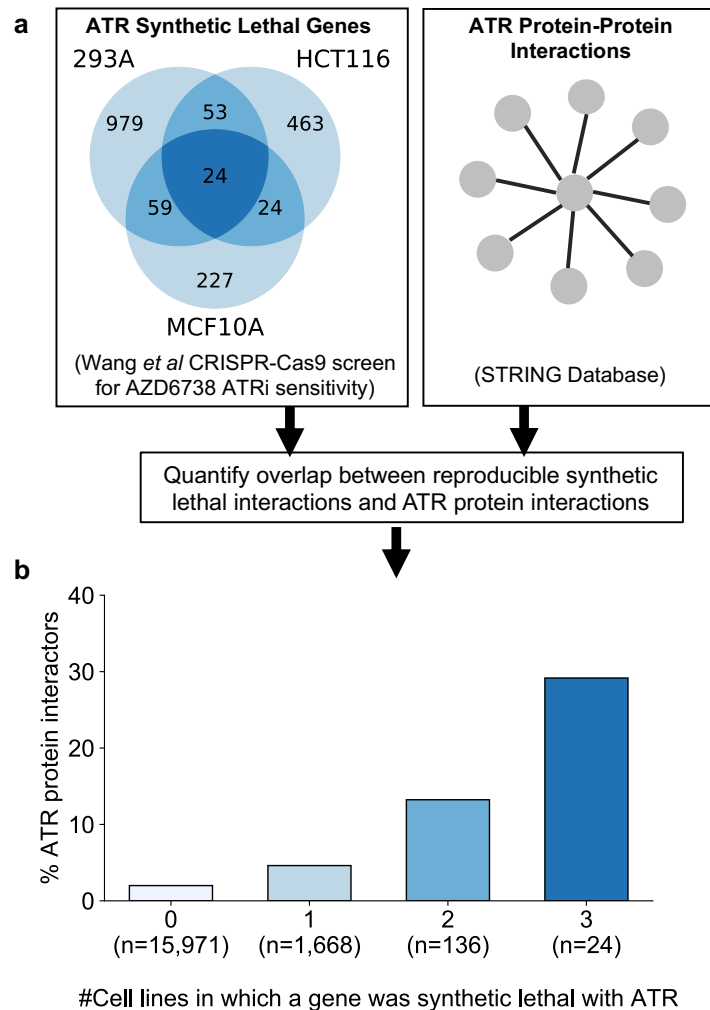 a
ATR Synthetic Lethal Genes
293A
HCT116
979
53
463
24
59
24
227
MCF10A
(Wang et al CRISPR-Cas9 screen
for AZD6738 ATRi sensitivity)
ATR Protein-Protein
Interactions
(STRING Database)
Quantify overlap between reproducible synthetic
lethal interactions and ATR protein interactions
b
% ATR protein interactors
40
30
20
10
0
0
(n=15,971)
1
(n=1,668)
2
(n=136)
3
(n=24)
#Cell lines in which a gene was synthetic lethal with ATR